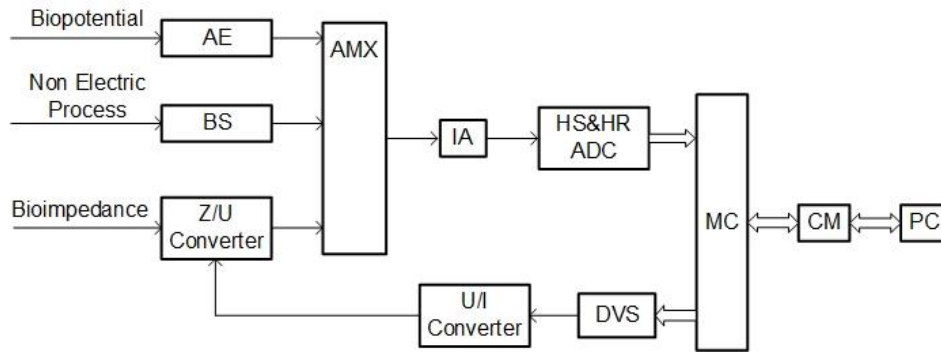 Biopotential
AE
AMX
Non Electric
Process
BS
IA
HS&HR
ADC
Bioimpedance
Z/U
Converter
MC
CM
PC
U/I
Converter
DVS